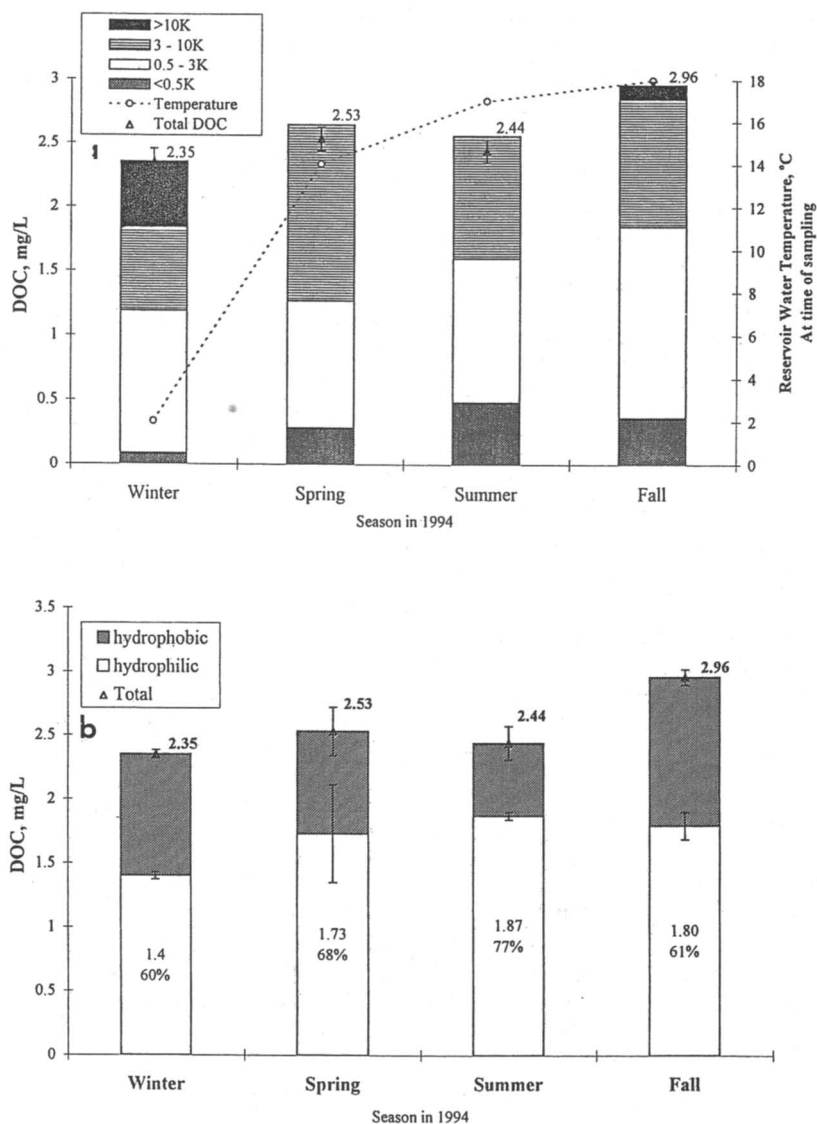 >10K
3 - 10K
0.5 - 3K
<0.5K
Temperature
Total DOC
DOC, mg/L
3
2.5
2
1.5
1
0.5
0
2.35
2.53
2.44
2.96
18
16
14
12
10
8
6
4
2
0
Reservoir Water Temperature, °C
At time of sampling
Winter Spring Summer Fall
Season in 1994
hydrophobic
hydrophilic
Total
b
DOC, mg/L
3.5
3
2.5
2
1.5
1
0.5
0
2.35
2.53
2.44
2.96
1.4
60%
1.73
68%
1.87
77%
1.80
61%
Winter Spring Summer Fall
Season in 1994